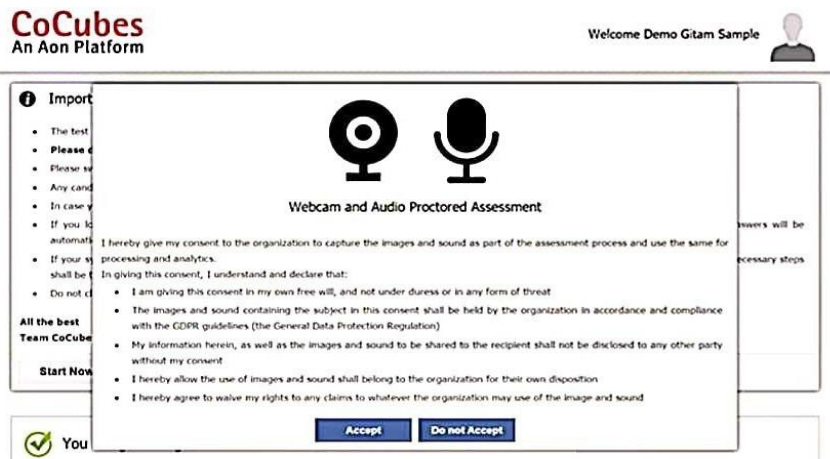 CoCubes
An Aon Platform
Welcome Demo Gitam Sample
Import
The test
Please d
Please sw
Any cand
In case y
If you lo
automati
If your sy
shall be t
Do not cl
All the best
Team CoCube
Start Now
Webcam and Audio Proctored Assessment
I hereby give my consent to the organization to capture the images and sound as part of the assessment process and use the same for
processing and analytics.
In giving this consent, I understand and declare that:
I am giving this consent in my own free will, and not under duress or in any form of threat
The images and sound containing the subject in this consent shall be held by the organization in accordance and compliance
with the GDPR guidelines (the General Data Protection Regulation)
My information herein, as well as the images and sound to be shared to the recipient shall not be disclosed to any other party
without my consent
I hereby allow the use of images and sound shall belong to the organization for their own disposition
I hereby agree to waive my rights to any claims to whatever the organization may use of the image and sound
Accept
Do not Accept
swers will be
ecessary steps
You